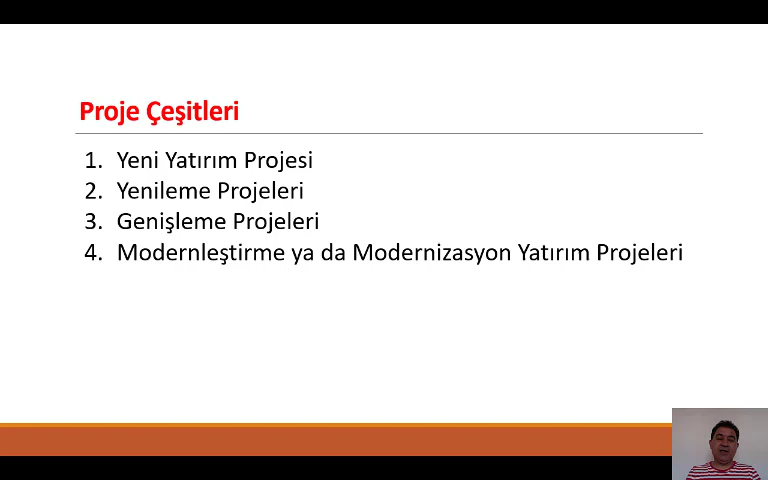 Proje Çeşitleri
1. Yeni Yatırım Projesi
2. Yenileme Projeleri
3. Genişleme Projeleri
4. Modernleştirme ya da Modernizasyon Yatırım Projeleri